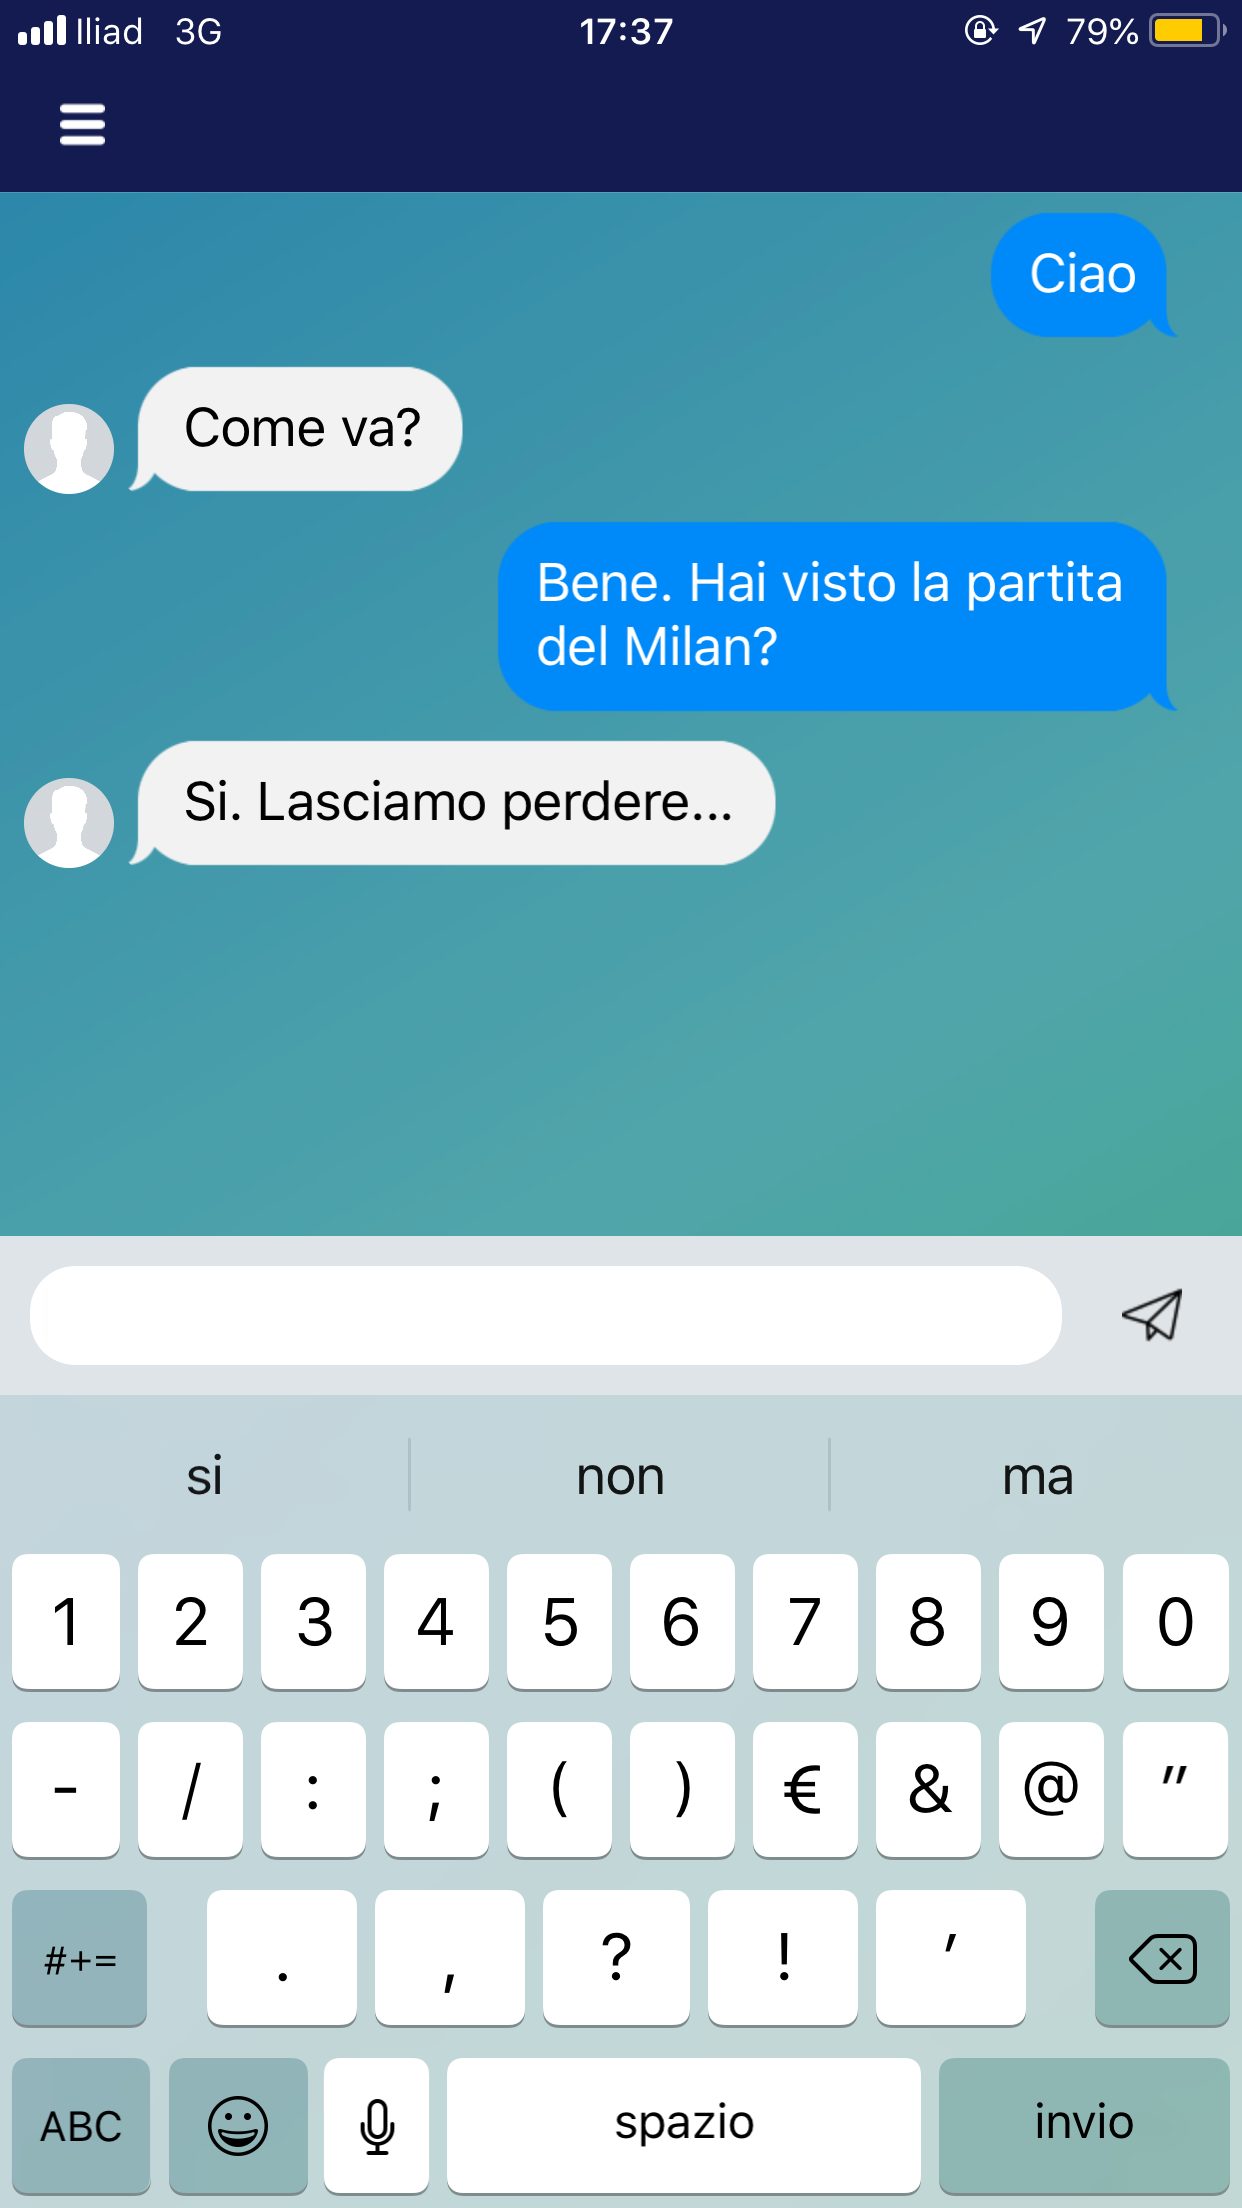 Iliad 3G 17:37 79%
Ciao
Come va?
Bene. Hai visto la partita
del Milan?
Si. Lasciamo perdere...
si non ma
1 2 3 4 5 6 7 8 9 0
- / : ; ( ) € & @ "
#+= . , ? ! '
ABC spazio invio